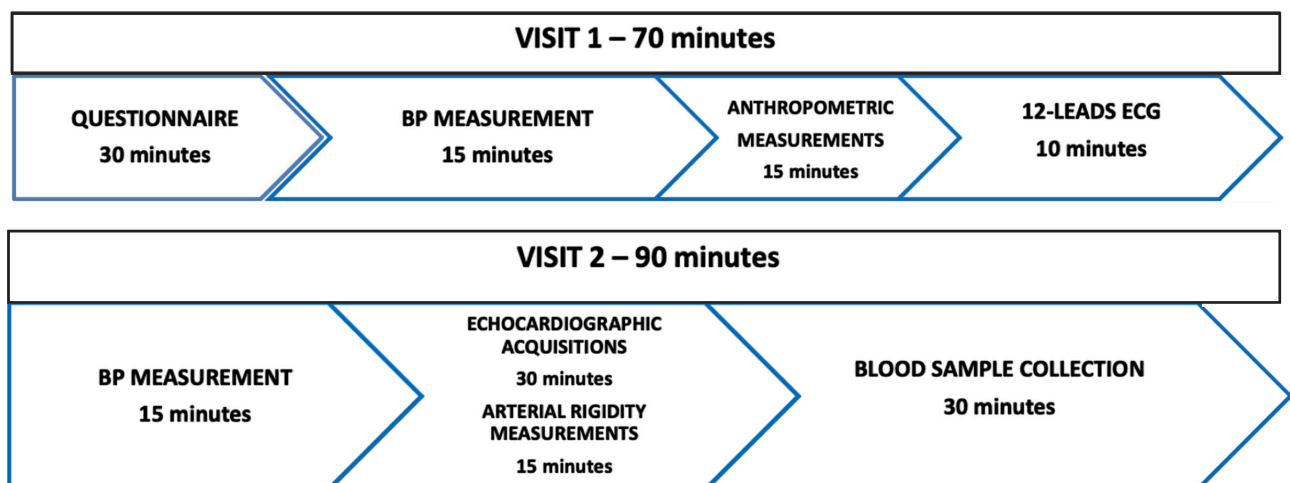 VISIT 1 – 70 minutes
QUESTIONNAIRE
30 minutes
BP MEASUREMENT
15 minutes
ANTHROPOMETRIC
MEASUREMENTS
15 minutes
12-LEADS ECG
10 minutes
VISIT 2 – 90 minutes
BP MEASUREMENT
15 minutes
ECHOCARDIOGRAPHIC
ACQUISITIONS
30 minutes
ARTERIAL RIGIDITY
MEASUREMENTS
15 minutes
BLOOD SAMPLE COLLECTION
30 minutes